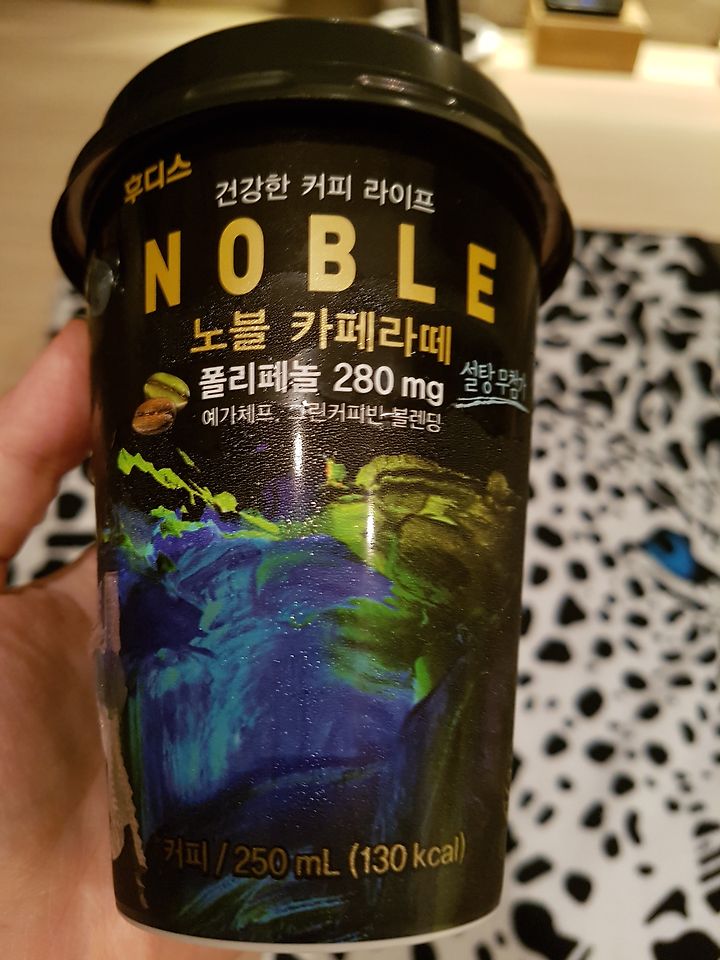 후디스
건강한 커피 라이프
NOBLE
노블 카페라떼
폴리페놀 280 mg
설탕무첨가
예가체프, 그린커피빈 블렌딩
커피 / 250 mL (130 kcal)